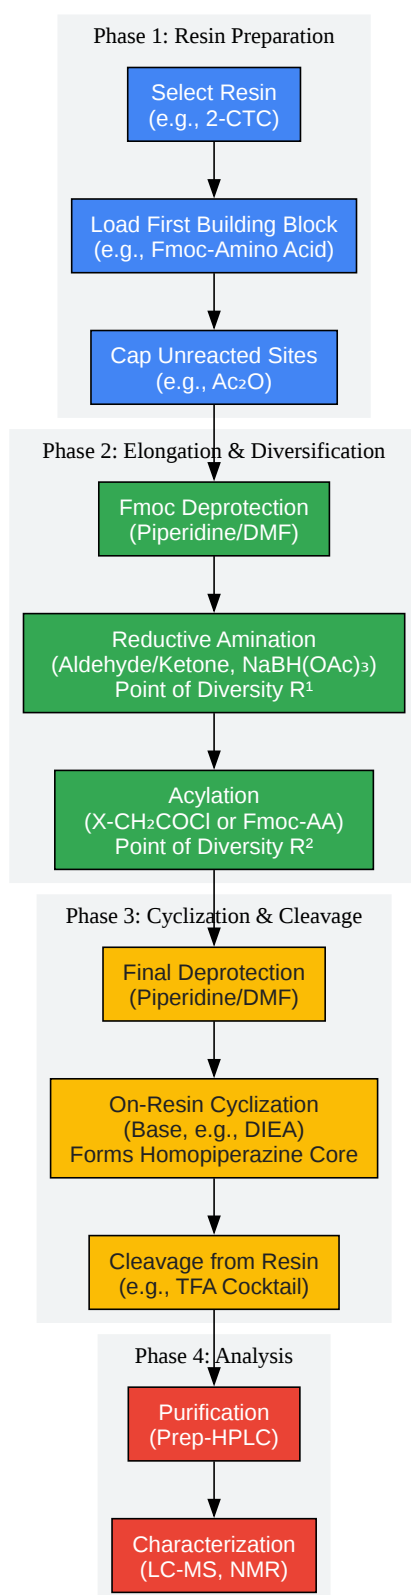 Phase 1: Resin Preparation
Select Resin
(e.g., 2-CTC)
Load First Building Block
(e.g., Fmoc-Amino Acid)
Cap Unreacted Sites
(e.g., Ac₂O)
Phase 2: Elongation & Diversification
Fmoc Deprotection
(Piperidine/DMF)
Reductive Amination
(Aldehyde/Ketone, NaBH(OAc)₃)
Point of Diversity R¹
Acylation
(X-CH₂COCl or Fmoc-AA)
Point of Diversity R²
Phase 3: Cyclization & Cleavage
Final Deprotection
(Piperidine/DMF)
On-Resin Cyclization
(Base, e.g., DIEA)
Forms Homopiperazine Core
Cleavage from Resin
(e.g., TFA Cocktail)
Phase 4: Analysis
Purification
(Prep-HPLC)
Characterization
(LC-MS, NMR)